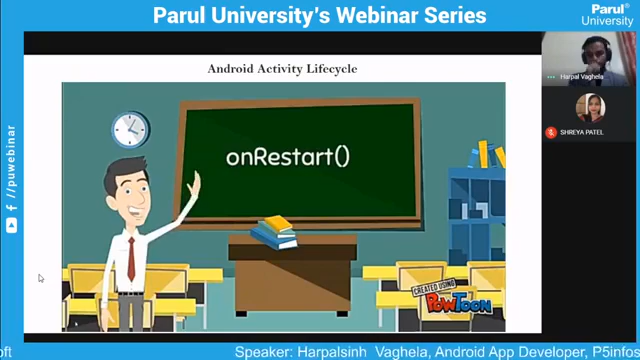 Parul University's Webinar Series
Parul®
University
Android Activity Lifecycle
onRestart()
Harpal Vaghela
SHREYA PATEL
/puwebinar
CREATED USING
POWTOON
oft
Speaker: Harpalsinh Vaghela, Android App Developer, P5infos